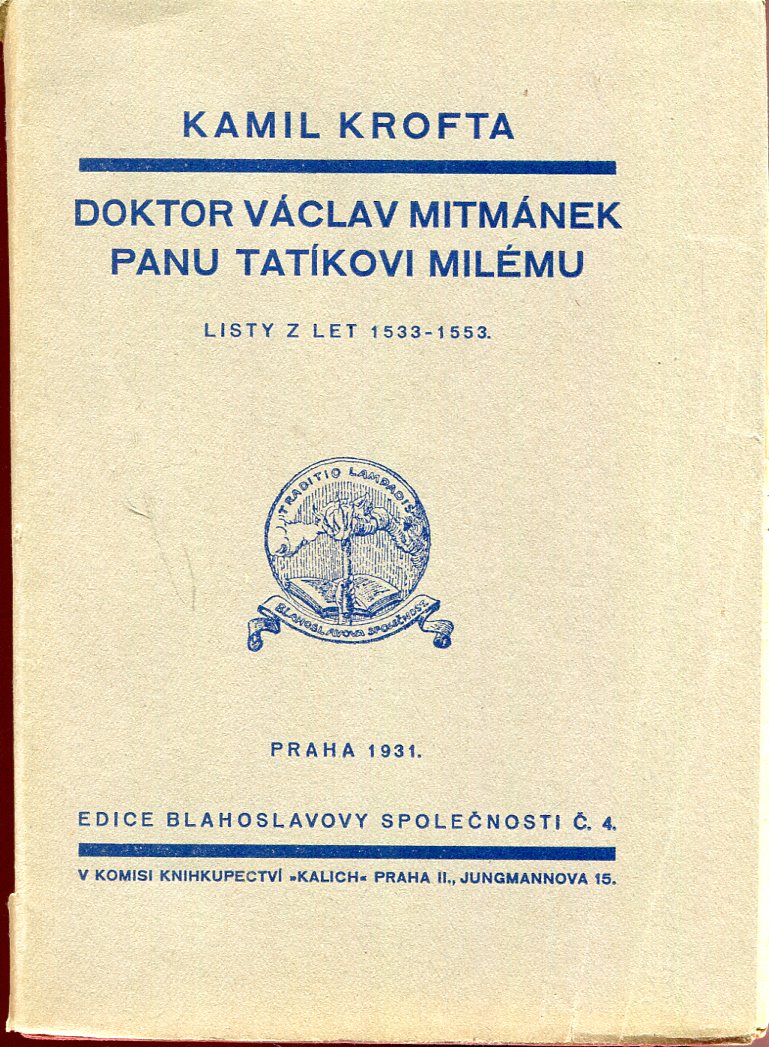 KAMIL KROFTA
DOKTOR VÁCLAV MITMÁNEK
PANU TATÍKOVI MILÉMU
LISTY Z LET 1533-1553.
TRADITIO LAMPADIS
BLAHOSLAVOVA SPOLEČNOST
PRAHA 1931.
EDICE BLAHOSLAVOVY SPOLEČNOSTI Č. 4.
V KOMISI KNIHKUPECTVÍ »KALICH« PRAHA II., JUNGMANNOVA 15.